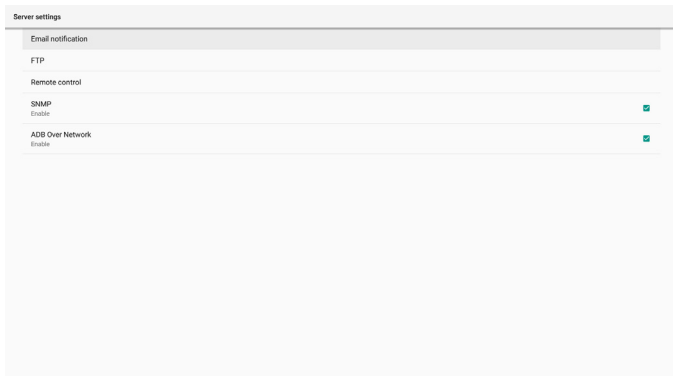 Server settings
Email notification
FTP
Remote control
SNMP
Enable
ADB Over Network
Enable